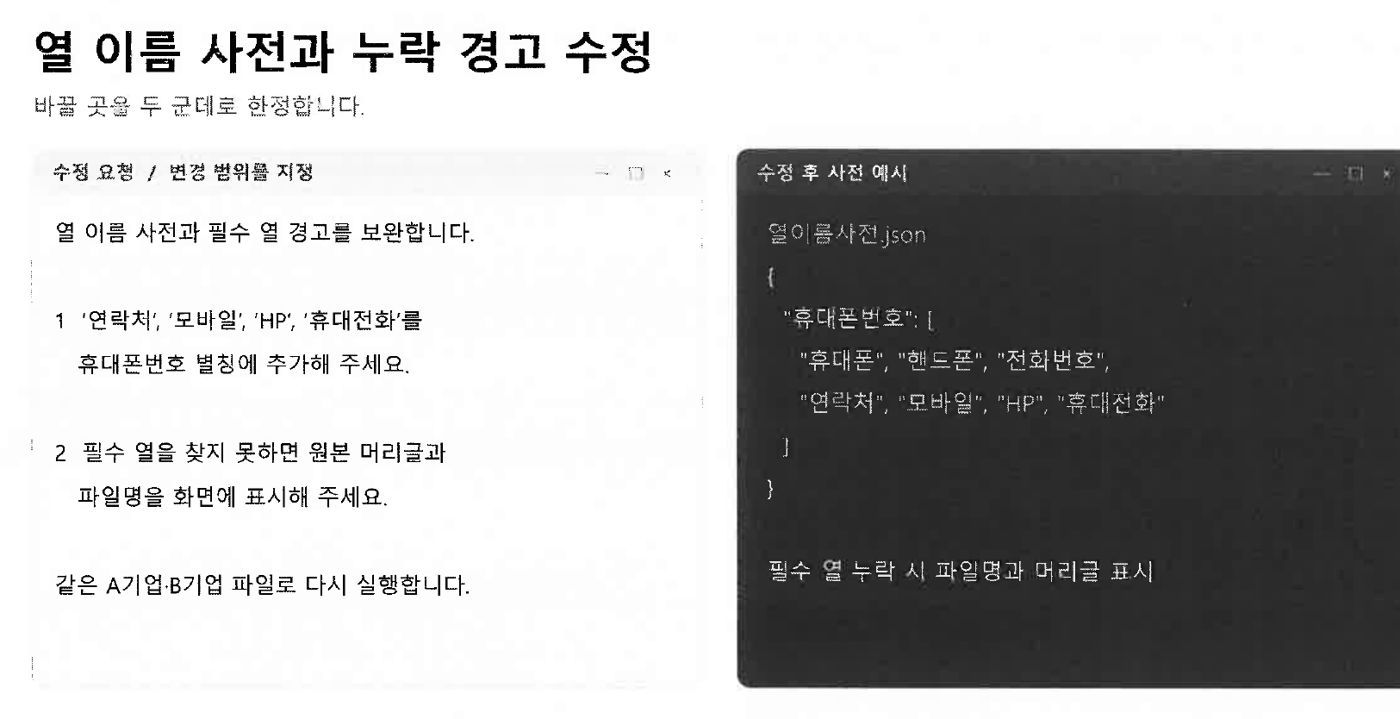 열 이름 사전과 누락 경고 수정
바꿀 곳을 두 군데로 한정합니다.
수정 요청 / 변경 범위를 지정
열 이름 사전과 필수 열 경고를 보완합니다.
1 '연락처', '모바일', 'HP', '휴대전화'를
휴대폰번호 별칭에 추가해 주세요.
2 필수 열을 찾지 못하면 원본 머리글과
파일명을 화면에 표시해 주세요.
같은 A기업·B기업 파일로 다시 실행합니다.
수정 후 사전 예시
열이름사전.json
{
"휴대폰번호": [
"휴대폰", "핸드폰", "전화번호",
"연락처", "모바일", "HP", "휴대전화"
]
}
필수 열 누락 시 파일명과 머리글 표시